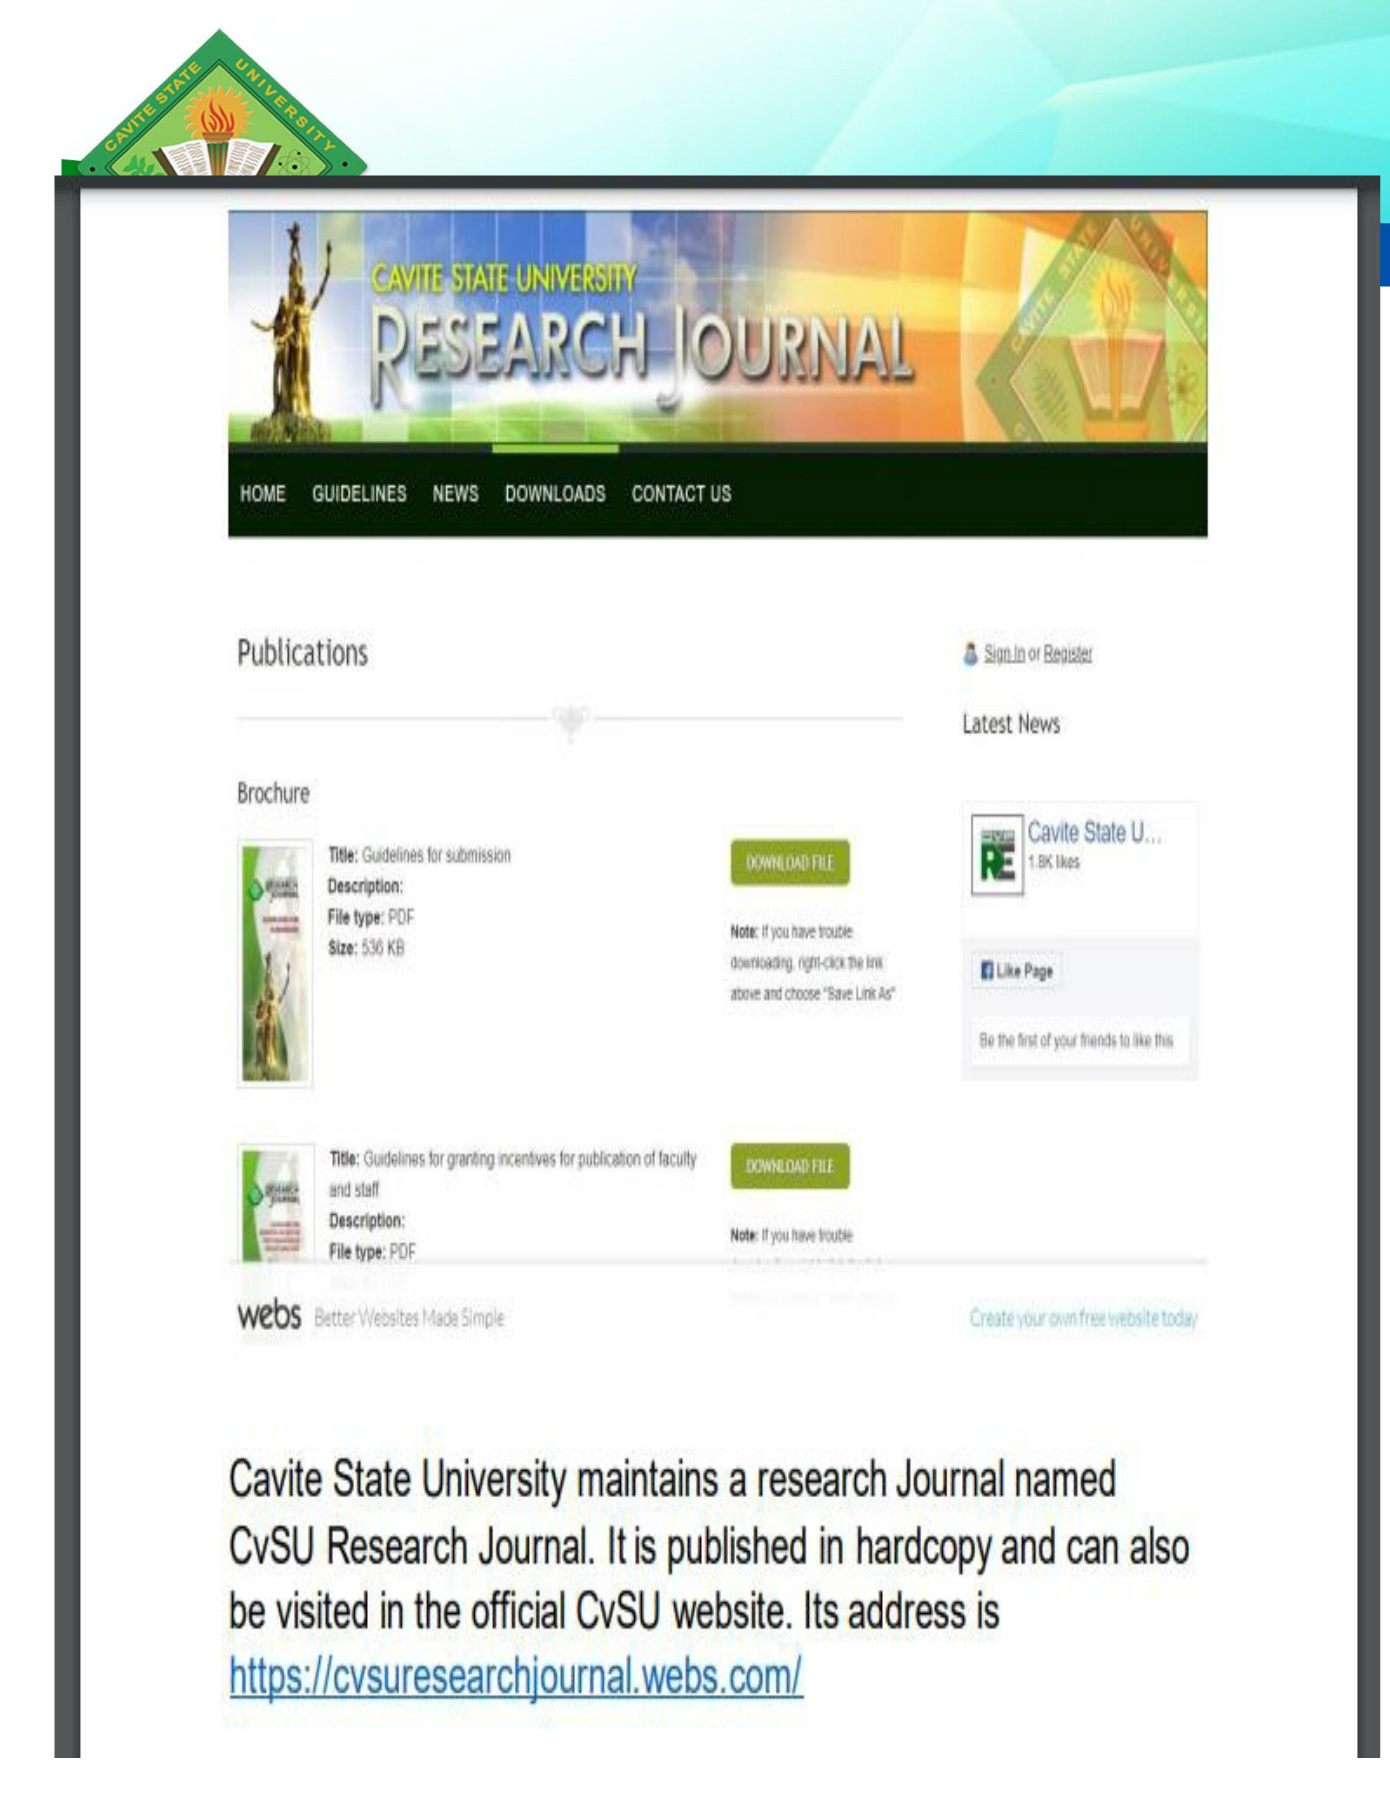 CAVITE STATE UNIVERSITY
CAVITE STATE UNIVERSITY
RESEARCH JOURNAL
HOME GUIDELINES NEWS DOWNLOADS CONTACT US
Publications
Sign In or Register
Latest News
Brochure
Cavite State U...
1.8K likes
Title: Guidelines for submission
Description:
File type: PDF
Size: 536 KB
DOWNLOAD FILE
Note: If you have trouble
downloading, right-click the link
above and choose "Save Link As"
Like Page
Be the first of your friends to like this
Title: Guidelines for granting incentives for publication of faculty
and staff
Description:
File type: PDF
DOWNLOAD FILE
Note: If you have trouble
webs Better Websites Made Simple
Create your own free website today
Cavite State University maintains a research Journal named
CvSU Research Journal. It is published in hardcopy and can also
be visited in the official CvSU website. Its address is
https://cvsuresearchjournal.webs.com/